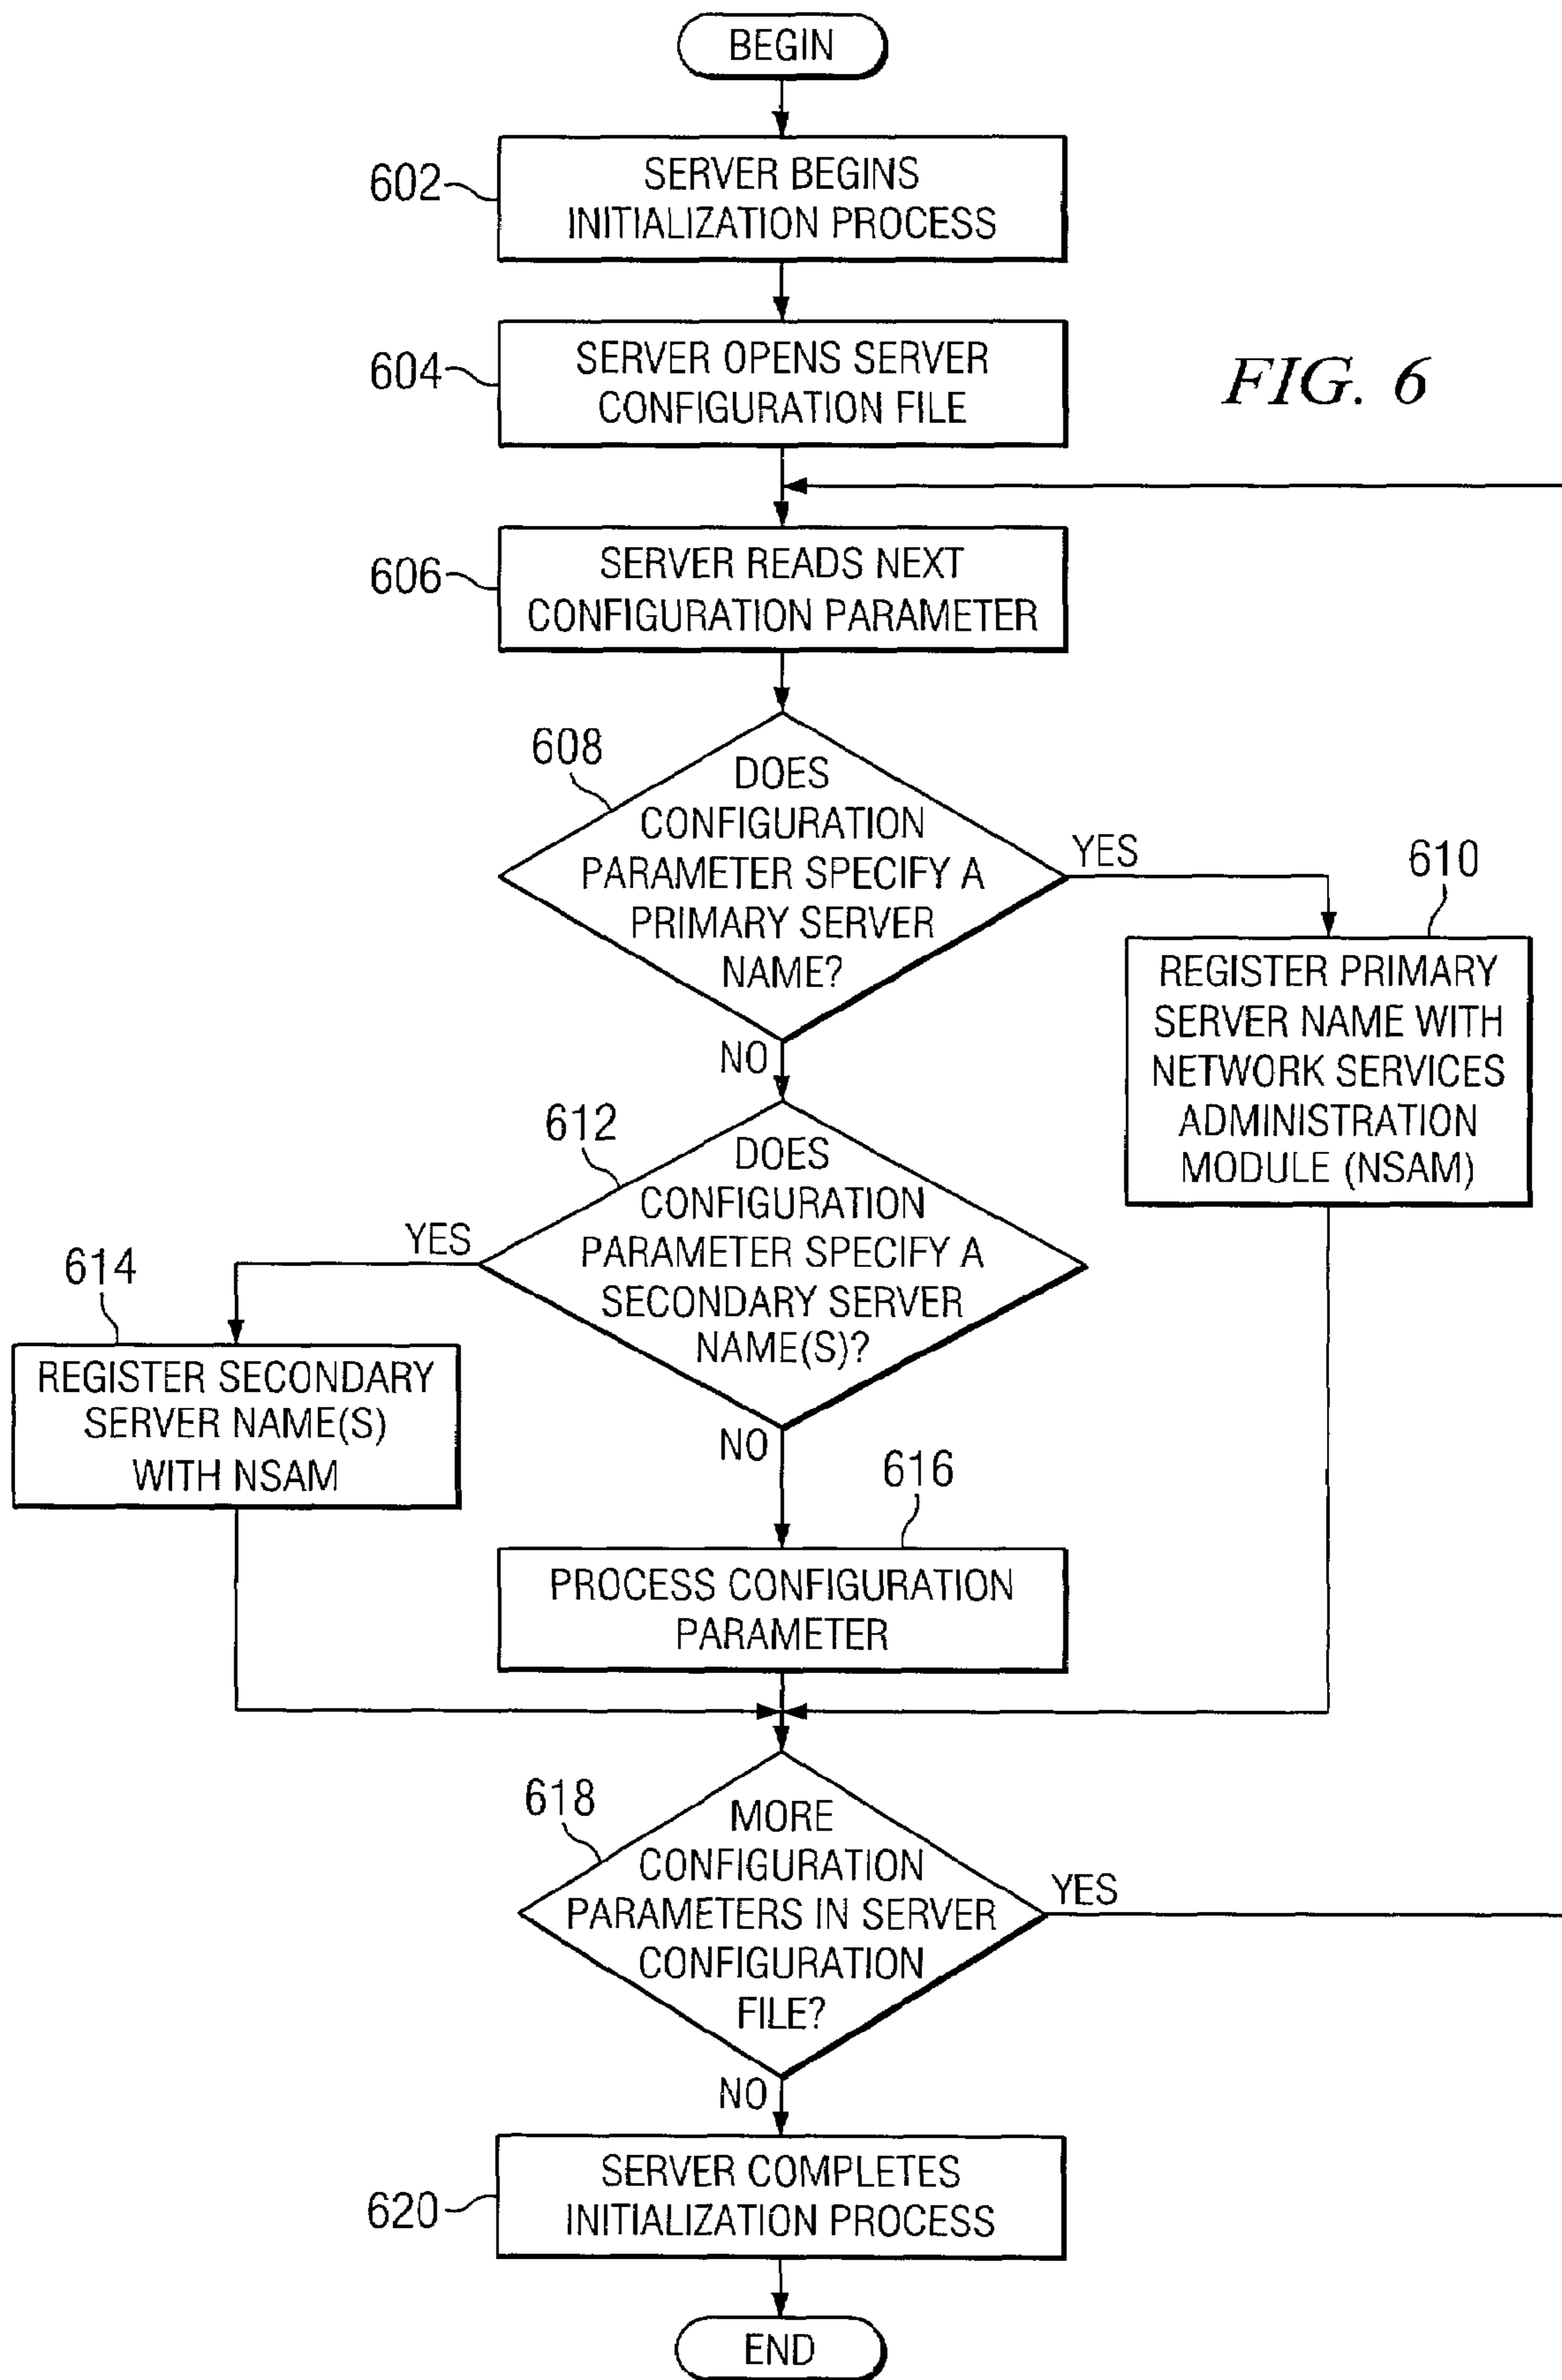 BEGIN
602
SERVER BEGINS
INITIALIZATION PROCESS
604
SERVER OPENS SERVER
CONFIGURATION FILE
FIG. 6
606
SERVER READS NEXT
CONFIGURATION PARAMETER
608
DOES
CONFIGURATION
PARAMETER SPECIFY A
PRIMARY SERVER
NAME?
YES
610
REGISTER PRIMARY
SERVER NAME WITH
NETWORK SERVICES
ADMINISTRATION
MODULE (NSAM)
NO
612
DOES
CONFIGURATION
PARAMETER SPECIFY A
SECONDARY SERVER
NAME(S)?
YES
614
REGISTER SECONDARY
SERVER NAME(S)
WITH NSAM
NO
616
PROCESS CONFIGURATION
PARAMETER
618
MORE
CONFIGURATION
PARAMETERS IN SERVER
CONFIGURATION
FILE?
YES
NO
620
SERVER COMPLETES
INITIALIZATION PROCESS
END